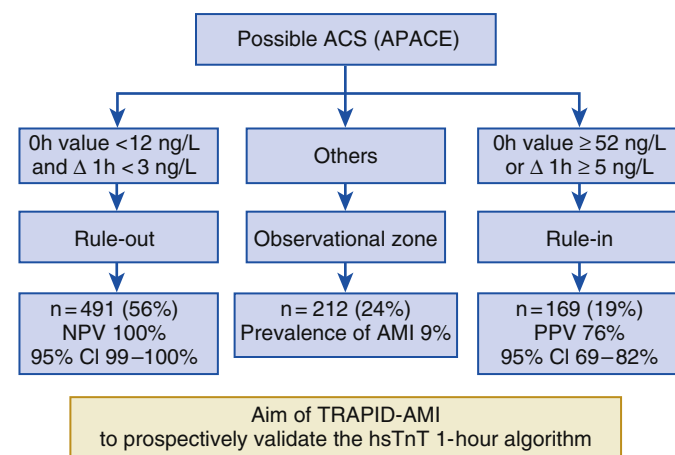 Possible ACS (APACE)
0h value <12 ng/L
and Δ 1h < 3 ng/L
Others
0h value ≥ 52 ng/L
or Δ 1h ≥ 5 ng/L
Rule-out
Observational zone
Rule-in
n = 491 (56%)
NPV 100%
95% Cl 99–100%
n = 212 (24%)
Prevalence of AMI 9%
n = 169 (19%)
PPV 76%
95% Cl 69–82%
Aim of TRAPID-AMI
to prospectively validate the hsTnT 1-hour algorithm